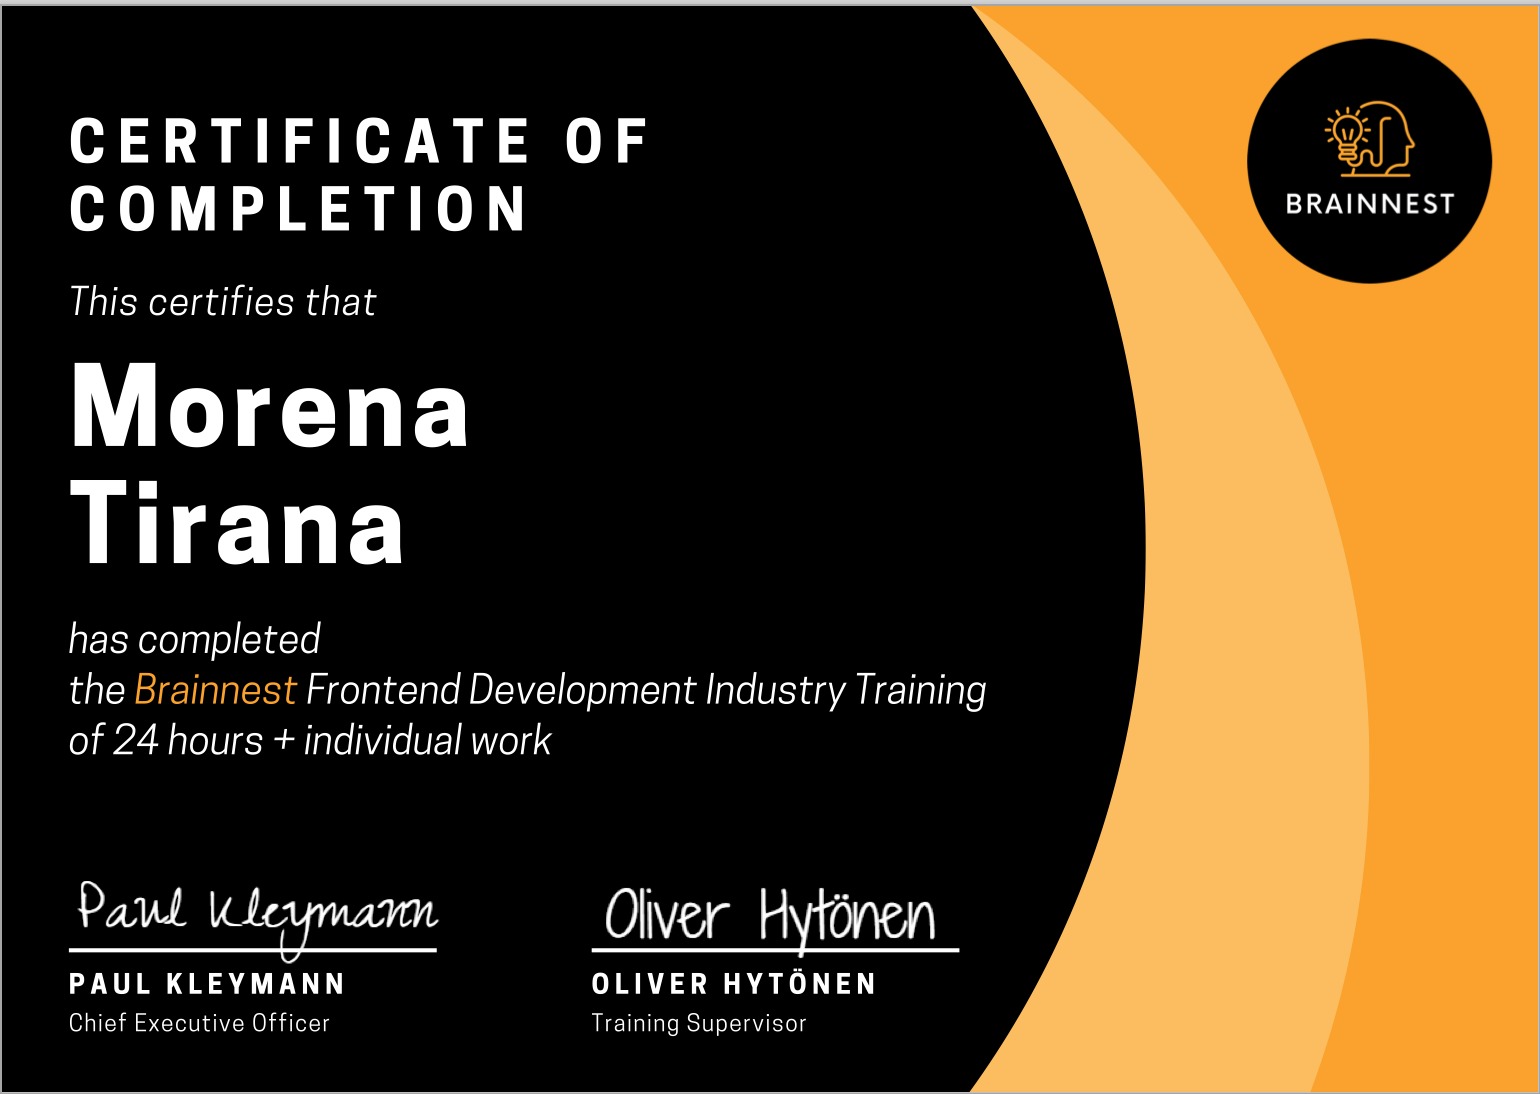 BRAINNEST
CERTIFICATE OF
COMPLETION
This certifies that
Morena
Tirana
has completed
the Brainnest Frontend Development Industry Training
of 24 hours + individual work
Paul Kleymann
PAUL KLEYMANN
Chief Executive Officer
Oliver Hytönen
OLIVER HYTÖNEN
Training Supervisor